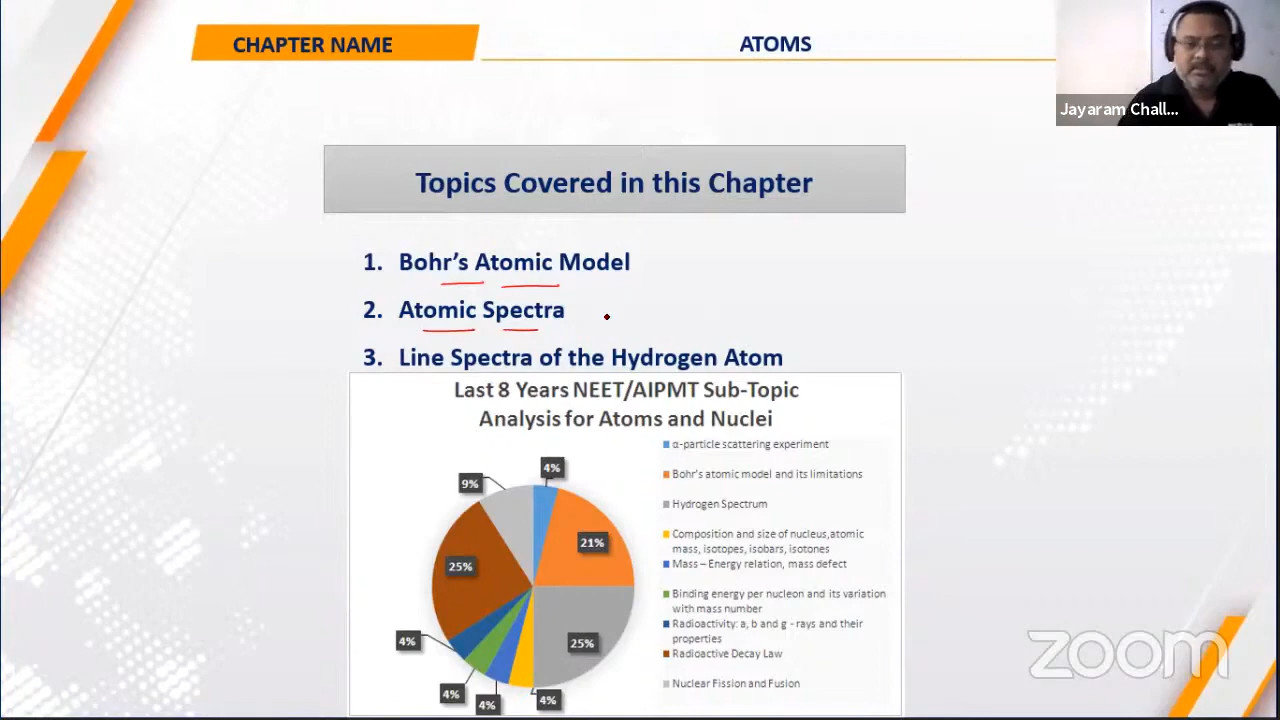 CHAPTER NAME
ATOMS
Jayaram Chall...
Topics Covered in this Chapter
1. Bohr's Atomic Model
2. Atomic Spectra
3. Line Spectra of the Hydrogen Atom
Last 8 Years NEET/AIPMT Sub-Topic
Analysis for Atoms and Nuclei
4%
21%
25%
4%
4%
4%
4%
25%
9%
α-particle scattering experiment
Bohr's atomic model and its limitations
Hydrogen Spectrum
Composition and size of nucleus,atomic
mass, isotopes, isobars, isotones
Mass – Energy relation, mass defect
Binding energy per nucleon and its variation
with mass number
Radioactivity: a, b and g - rays and their
properties
Radioactive Decay Law
Nuclear Fission and Fusion
zoom